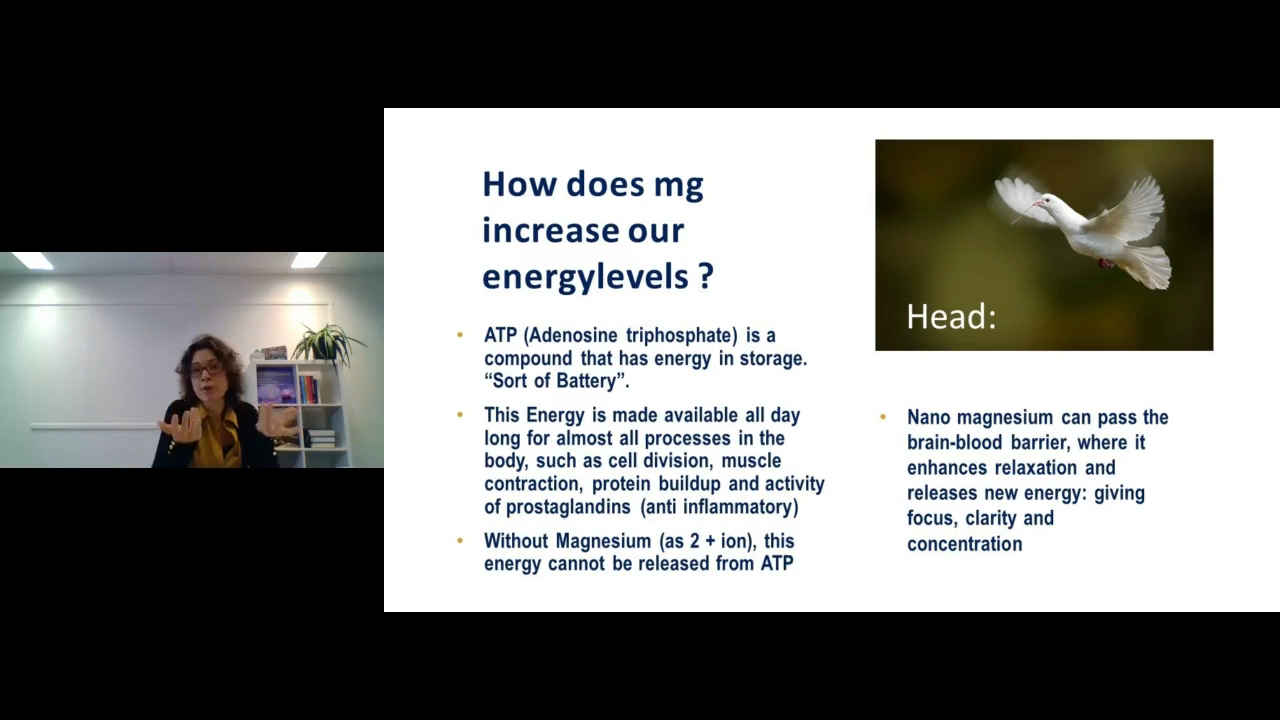 How does mg
increase our
energylevels ?
• ATP (Adenosine triphosphate) is a
compound that has energy in storage.
“Sort of Battery”.
• This Energy is made available all day
long for almost all processes in the
body, such as cell division, muscle
contraction, protein buildup and activity
of prostaglandins (anti inflammatory)
• Without Magnesium (as 2 + ion), this
energy cannot be released from ATP
Head:
• Nano magnesium can pass the
brain-blood barrier, where it
enhances relaxation and
releases new energy: giving
focus, clarity and
concentration